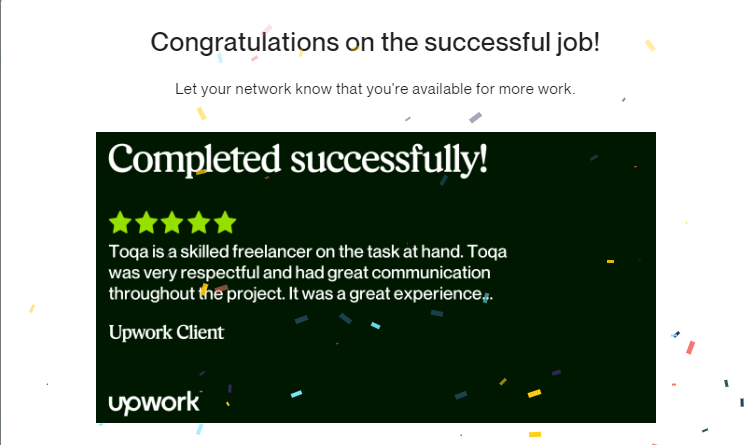 Congratulations on the successful job!
Let your network know that you're available for more work.
Completed successfully!
Toqa is a skilled freelancer on the task at hand. Toqa
was very respectful and had great communication
throughout the project. It was a great experience...
Upwork Client
upwork